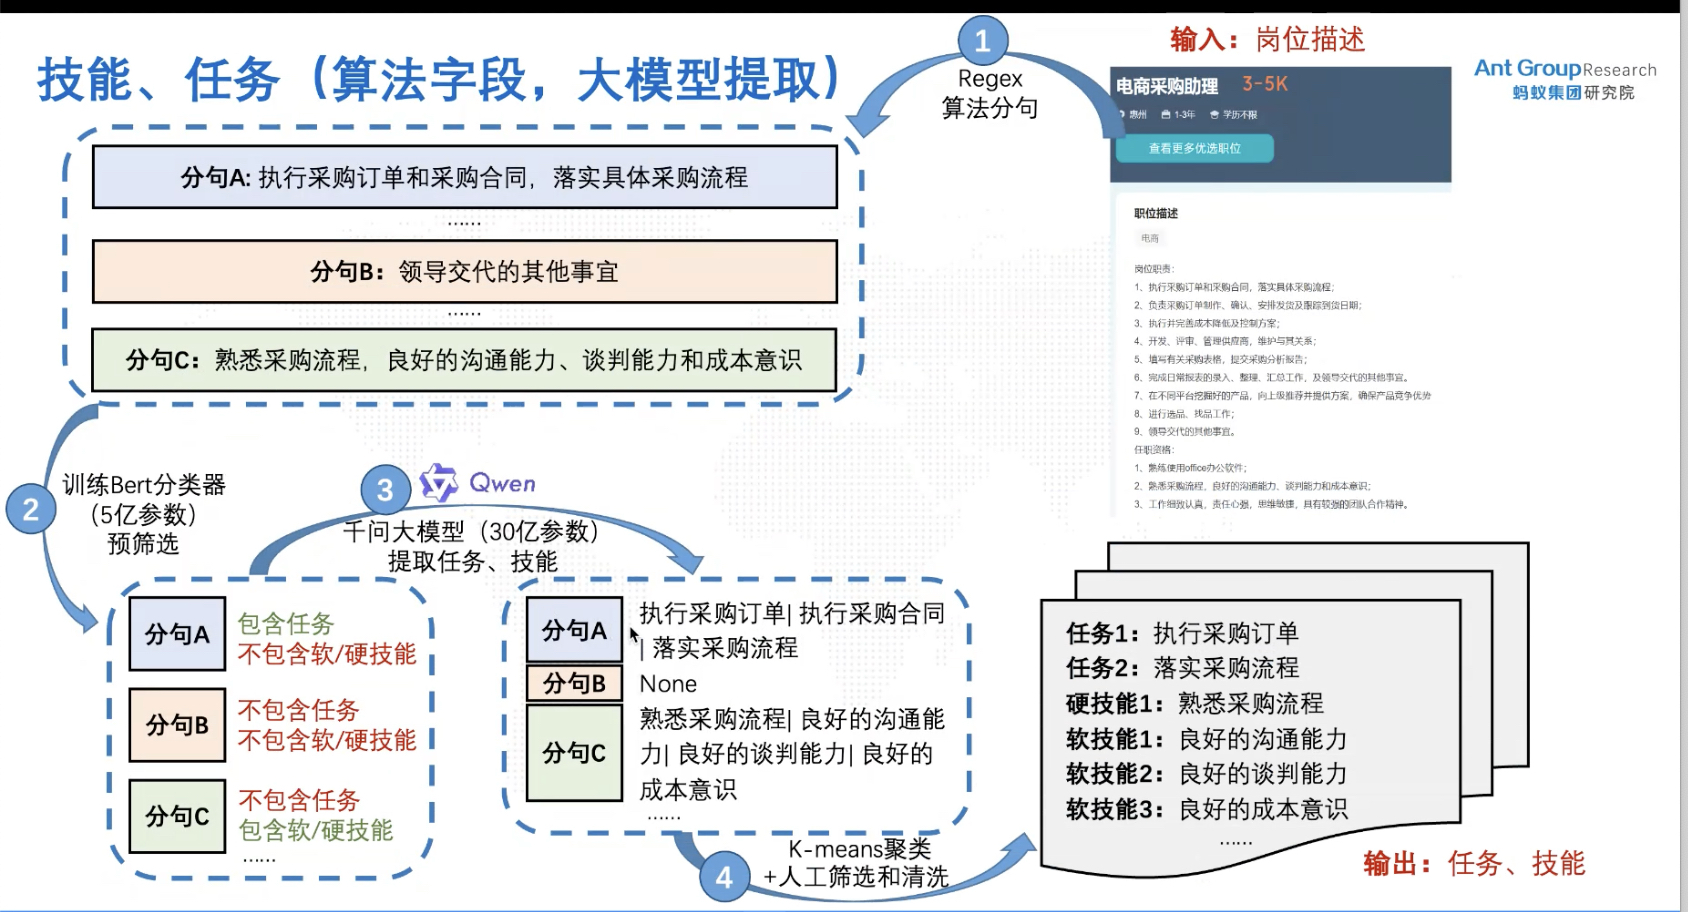 技能、任务（算法字段，大模型提取）
1
Regex
算法分句
输入：岗位描述
Ant Group Research
蚂蚁集团研究院
电商采购助理 3-5K
惠州 1-3年 学历不限
查看更多优选职位
职位描述
电商
岗位职责：
1、执行采购订单和采购合同，落实具体采购流程；
2、负责采购订单制作、确认、安排发货及跟踪到货日期；
3、执行并完善成本降低及控制方案；
4、开发、评审、管理供应商，维护与其关系；
5、填写有关采购表格，提交采购分析报告；
6、完成日常报表的录入、整理、汇总工作，及领导交代的其他事宜。
7、在不同平台挖掘好的产品，向上级推荐并提供方案，确保产品竞争优势
8、进行选品、找品工作；
9、领导交代的其他事宜。
任职资格：
1、熟练使用office办公软件；
2、熟悉采购流程，良好的沟通能力、谈判能力和成本意识；
3、工作细致认真，责任心强，思维敏捷，具有较强的团队合作精神。
分句A: 执行采购订单和采购合同，落实具体采购流程
……
分句B：领导交代的其他事宜
……
分句C：熟悉采购流程，良好的沟通能力、谈判能力和成本意识
2
训练Bert分类器
（5亿参数）
预筛选
3
Qwen
千问大模型（30亿参数）
提取任务、技能
分句A
包含任务
不包含软/硬技能
分句B
不包含任务
不包含软/硬技能
分句C
不包含任务
包含软/硬技能
……
分句A
执行采购订单| 执行采购合同
| 落实采购流程
分句B
None
分句C
熟悉采购流程| 良好的沟通能
力| 良好的谈判能力| 良好的
成本意识
……
4
K-means聚类
+人工筛选和清洗
任务1：执行采购订单
任务2：落实采购流程
硬技能1：熟悉采购流程
软技能1：良好的沟通能力
软技能2：良好的谈判能力
软技能3：良好的成本意识
……
输出：任务、技能